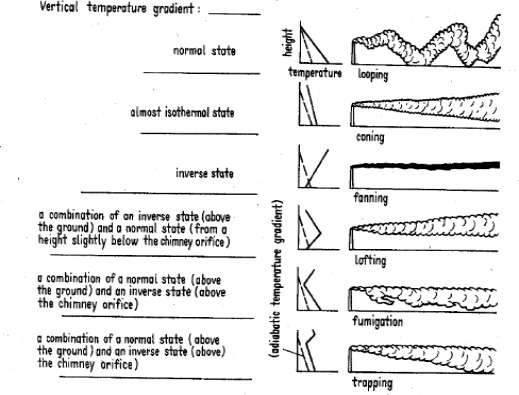 Vertical temperature gradient :
normal state
height
temperature
looping
almost isothermal state
coning
inverse state
fanning
a combination of an inverse state (above
the ground) and a normal state (from a
height slightly below the chimney orifice)
(adiabatic temperature gradient)
lofting
a combination of a normal state (above
the ground) and an inverse state (above
the chimney orifice)
fumigation
a combination of a normal state (above
the ground) and an inverse state (above)
the chimney orifice)
trapping